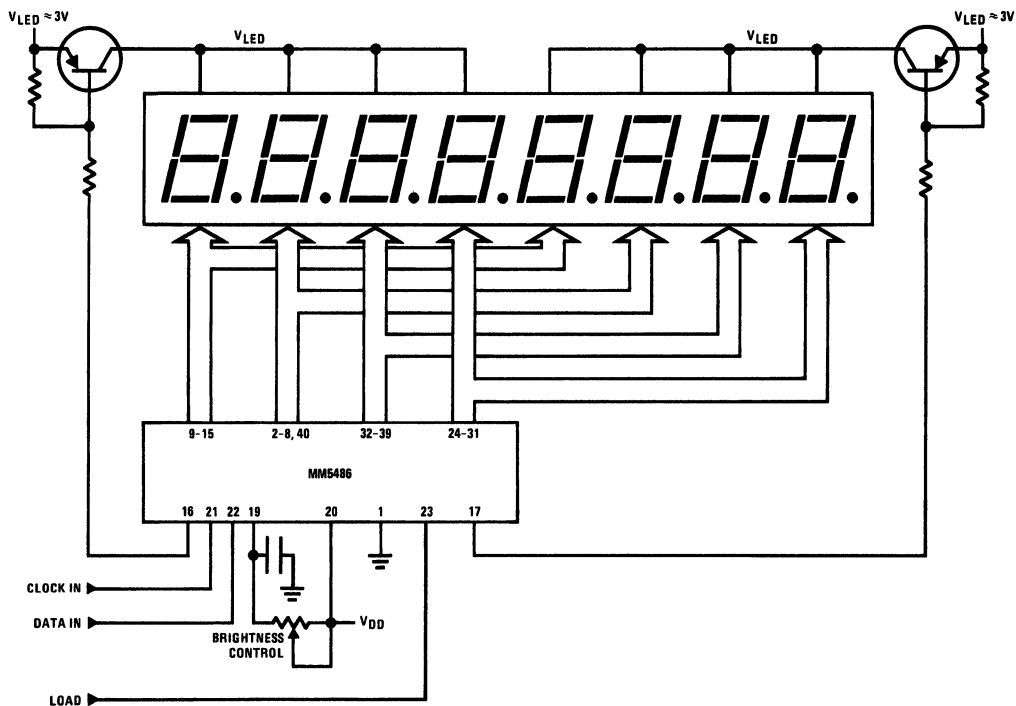 VLED ≈ 3V
VLED ≈ 3V
VLED
VLED
9-15
2-8, 40
32-39
24-31
MM5486
16
21
22
19
20
1
23
17
CLOCK IN
DATA IN
VDD
BRIGHTNESS
CONTROL
LOAD